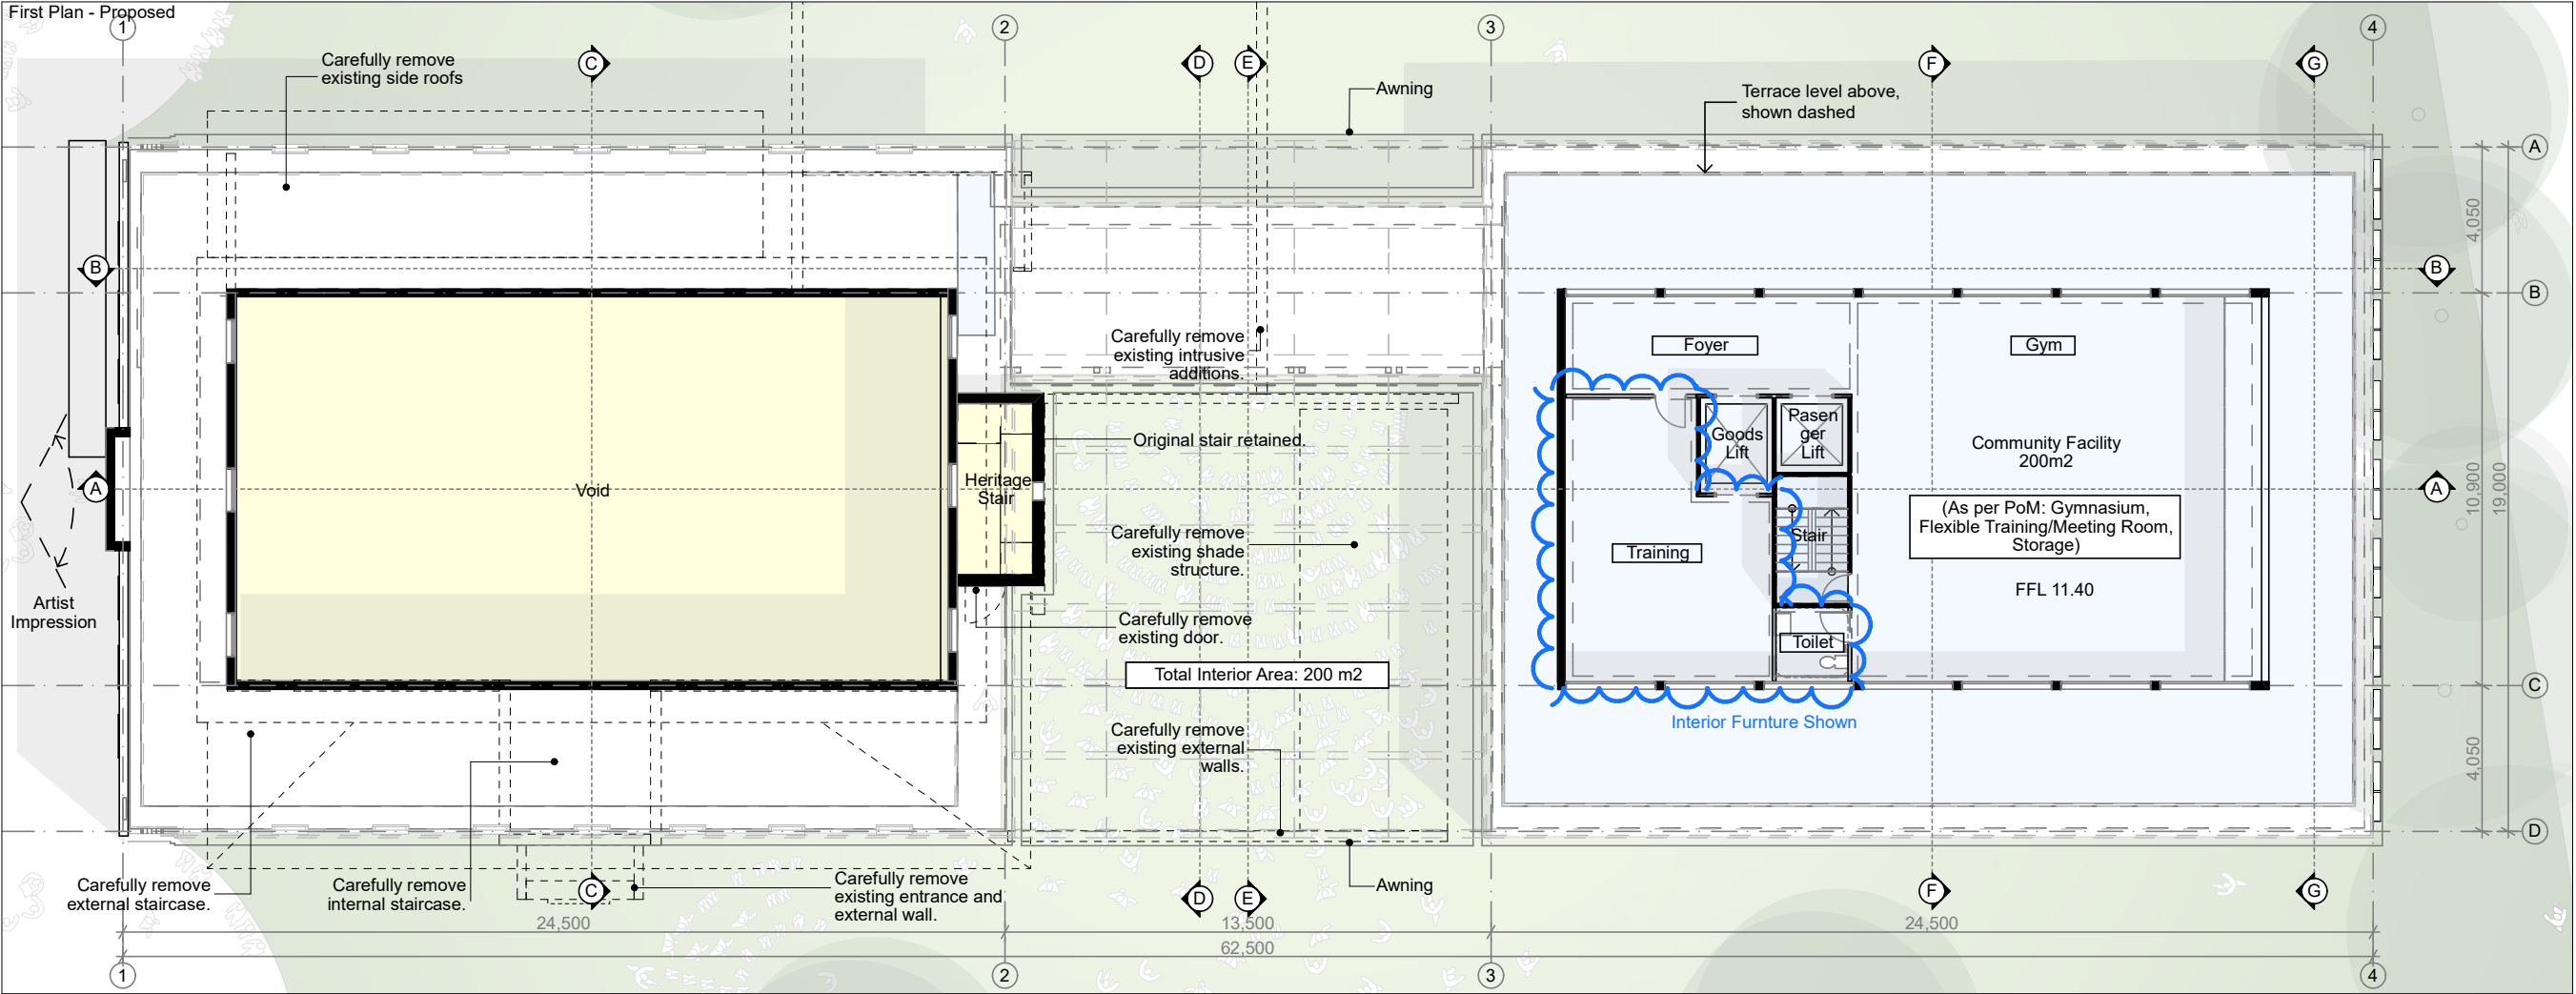 First Plan - Proposed
1
2
3
4
Carefully remove
existing side roofs
C
D
E
F
G
Awning
Terrace level above,
shown dashed
A
4,050
B
B
B
B
Carefully remove
existing intrusive
additions.
Foyer
Gym
Original stair retained.
Goods
Lift
Pasen
ger
Lift
Community Facility
200m2
A
Void
Heritage
Stair
A
10,900
19,000
(As per PoM: Gymnasium,
Flexible Training/Meeting Room,
Storage)
Carefully remove
existing shade
structure.
Training
Stair
FFL 11.40
Artist
Impression
Carefully remove
existing door.
Toilet
Total Interior Area: 200 m2
C
Interior Furnture Shown
Carefully remove
existing external
walls.
4,050
D
Carefully remove
external staircase.
Carefully remove
internal staircase.
C
Carefully remove
existing entrance and
external wall.
D
E
Awning
F
G
24,500
13,500
24,500
62,500
1
2
3
4